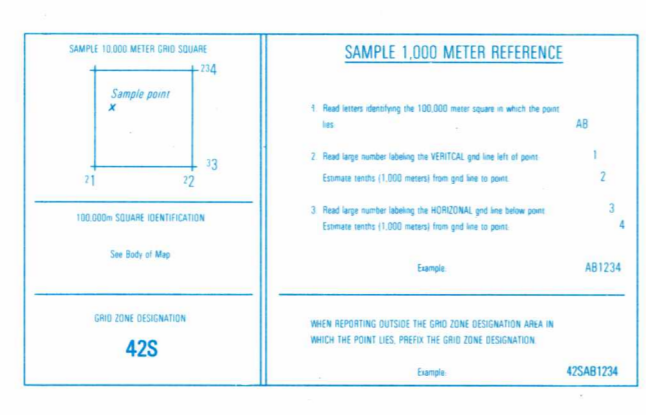 SAMPLE 10,000 METER GRID SQUARE
234
Sample point
x
33
21
22
100,000m SQUARE IDENTIFICATION
See Body of Map
GRID ZONE DESIGNATION
42S
SAMPLE 1,000 METER REFERENCE
1. Read letters identifying the 100,000 meter square in which the point
lies. AB
2. Read large number labeling the VERITCAL grid line left of point. 1
Estimate tenths (1,000 meters) from grid line to point. 2
3. Read large number labeling the HORIZONAL grid line below point. 3
Estimate tenths (1,000 meters) from grid line to point. 4
Example: AB1234
WHEN REPORTING OUTSIDE THE GRID ZONE DESIGNATION AREA IN
WHICH THE POINT LIES, PREFIX THE GRID ZONE DESIGNATION.
Example: 42SAB1234